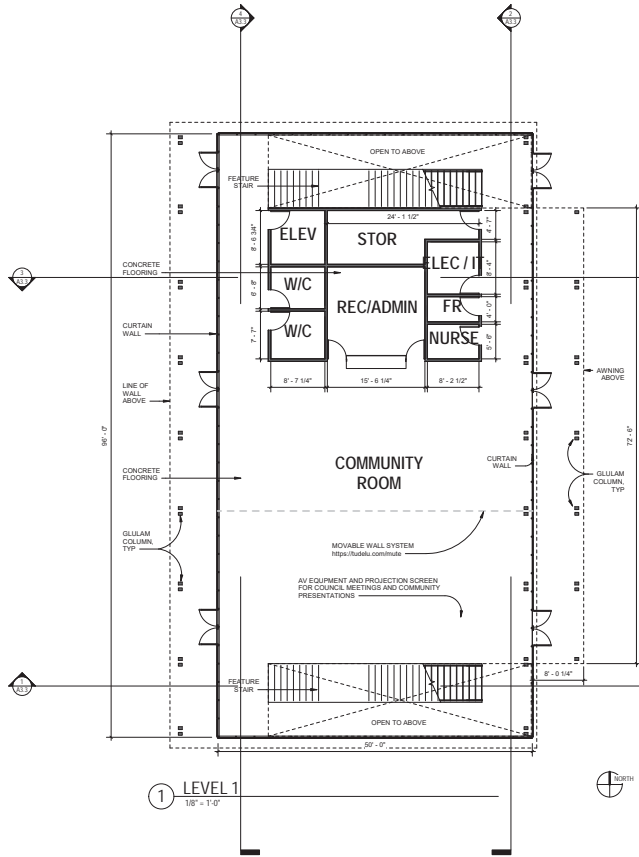 4
A3.3
2
A3.3
OPEN TO ABOVE
FEATURE
STAIR
24' - 1 1/2"
4' - 7"
8' - 6 3/4"
ELEV
STOR
ELEC / IT
8' - 4"
CONCRETE
FLOORING
3
A3.3
6' - 8"
W/C
REC/ADMIN
FR
4' - 0"
CURTAIN
WALL
7' - 7"
W/C
NURSE
5' - 6"
AWNING
ABOVE
8' - 7 1/4"
15' - 6 1/4"
8' - 2 1/2"
LINE OF
WALL
ABOVE
96' - 0"
72' - 6"
COMMUNITY
ROOM
CURTAIN
WALL
CONCRETE
FLOORING
GLULAM
COLUMN,
TYP
GLULAM
COLUMN,
TYP
MOVABLE WALL SYSTEM
https://tudelu.com/mute
AV EQUPMENT AND PROJECTION SCREEN
FOR COUNCIL MEETINGS AND COMMUNITY
PRESENTATIONS
8' - 0 1/4"
1
A3.3
FEATURE
STAIR
OPEN TO ABOVE
50' - 0"
1
LEVEL 1
1/8" = 1'-0"
NORTH